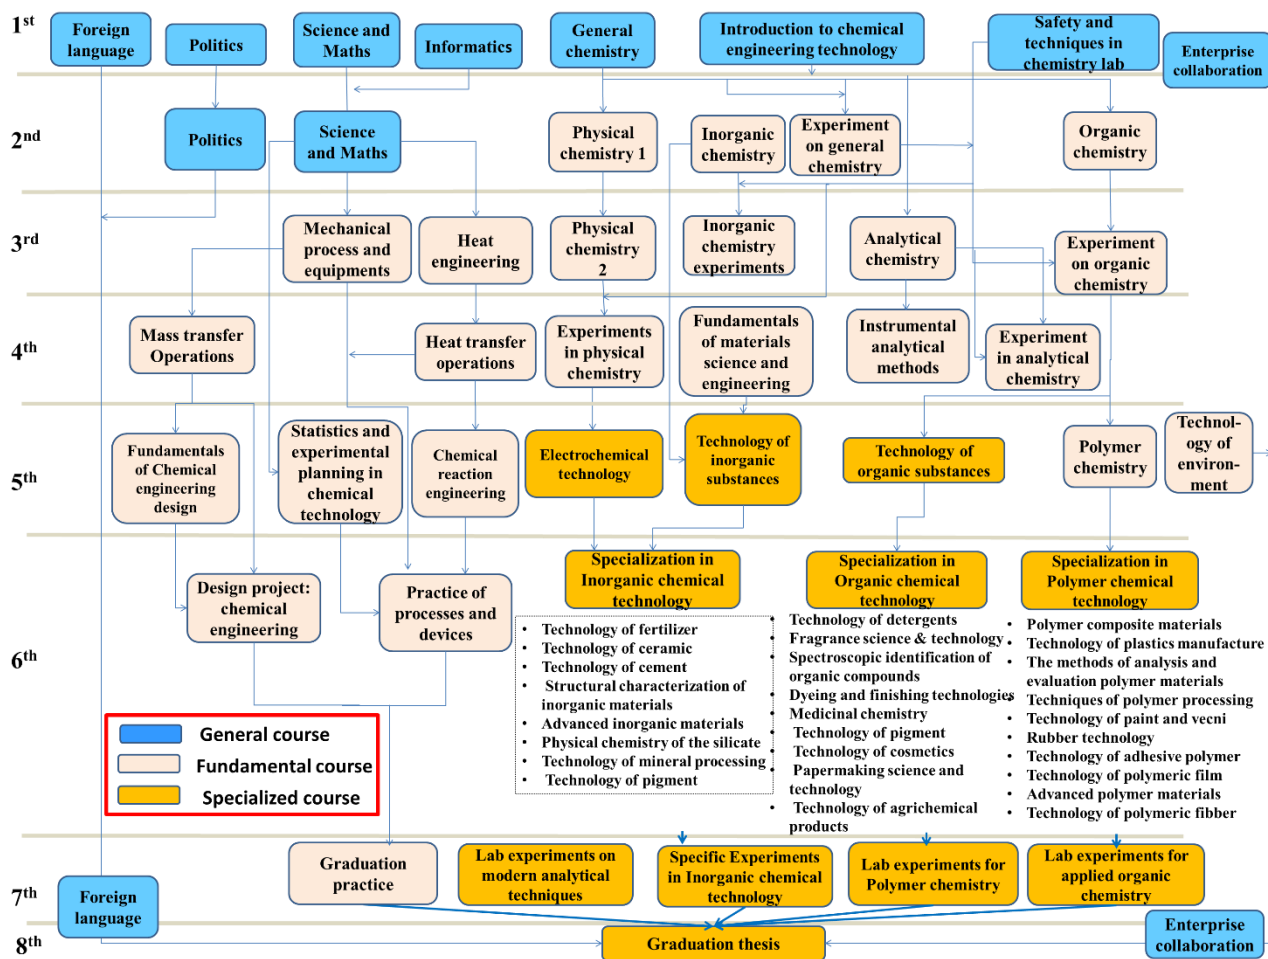 1st
Foreign
language
Politics
Science and
Maths
Informatics
General
chemistry
Introduction to chemical
engineering technology
Safety and
techniques in
chemistry lab
Enterprise
collaboration
2nd
Politics
Science
and Maths
Physical
chemistry 1
Inorganic
chemistry
Experiment
on general
chemistry
Organic
chemistry
3rd
Mechanical
process and
equipments
Heat
engineering
Physical
chemistry
2
Inorganic
chemistry
experiments
Analytical
chemistry
Experiment
on organic
chemistry
4th
Mass transfer
Operations
Heat transfer
operations
Experiments
in physical
chemistry
Fundamentals
of materials
science and
engineering
Instrumental
analytical
methods
Experiment
in analytical
chemistry
5th
Fundamentals
of Chemical
engineering
design
Statistics and
experimental
planning in
chemical
technology
Chemical
reaction
engineering
Electrochemical
technology
Technology of
inorganic
substances
Technology of
organic substances
Polymer
chemistry
Technol-
ogy of
environ-
ment
6th
Design project:
chemical
engineering
Practice of
processes and
devices
Specialization in
Inorganic chemical
technology
• Technology of fertilizer
• Technology of ceramic
• Technology of cement
• Structural characterization of
inorganic materials
• Advanced inorganic materials
• Physical chemistry of the silicate
• Technology of mineral processing
• Technology of pigment
Specialization in
Organic chemical
technology
• Technology of detergents
• Fragrance science & technology
• Spectroscopic identification of
organic compounds
• Dyeing and finishing technologies
• Medicinal chemistry
• Technology of pigment
• Technology of cosmetics
• Papermaking science and
technology
• Technology of agrichemical
products
Specialization in
Polymer chemical
technology
• Polymer composite materials
• Technology of plastics manufacture
• The methods of analysis and
evaluation polymer materials
• Techniques of polymer processing
• Technology of paint and vecni
• Rubber technology
• Technology of adhesive polymer
• Technology of polymeric film
• Advanced polymer materials
• Technology of polymeric fibber
General course
Fundamental course
Specialized course
7th
Foreign
language
Graduation
practice
Lab experiments on
modern analytical
techniques
Specific Experiments
in Inorganic chemical
technology
Lab experiments for
Polymer chemistry
Lab experiments for
applied organic
chemistry
8th
Graduation thesis
Enterprise
collaboration